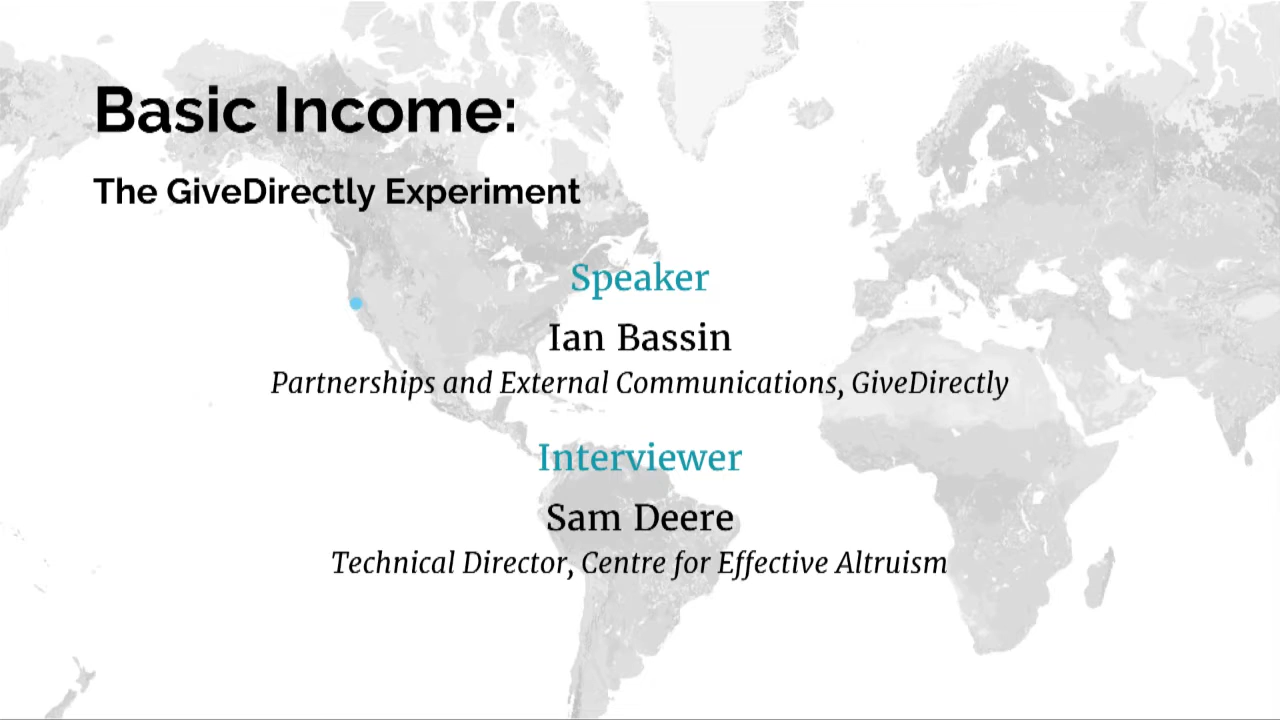 Basic Income:
The GiveDirectly Experiment
Speaker
Ian Bassin
Partnerships and External Communications, GiveDirectly
Interviewer
Sam Deere
Technical Director, Centre for Effective Altruism